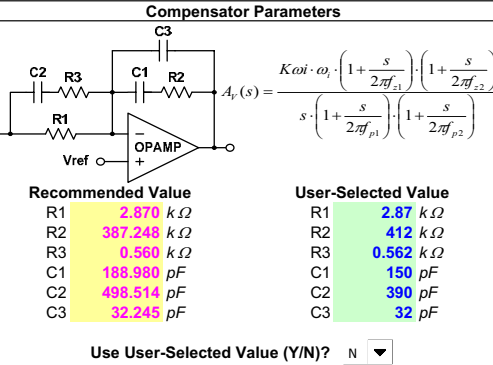 Compensator Parameters
C3
C2 R3 C1 R2
R1
Vref OPAMP
− +
A_V(s) = Kωi · ω_i · (1 + s / 2πf_z1) · (1 + s / 2πf_z2) / s · (1 + s / 2πf_p1) · (1 + s / 2πf_p2)
Recommended Value
R1 2.870 kΩ
R2 387.248 kΩ
R3 0.560 kΩ
C1 188.980 pF
C2 498.514 pF
C3 32.245 pF
User-Selected Value
R1 2.87 kΩ
R2 412 kΩ
R3 0.562 kΩ
C1 150 pF
C2 390 pF
C3 32 pF
Use User-Selected Value (Y/N)? N